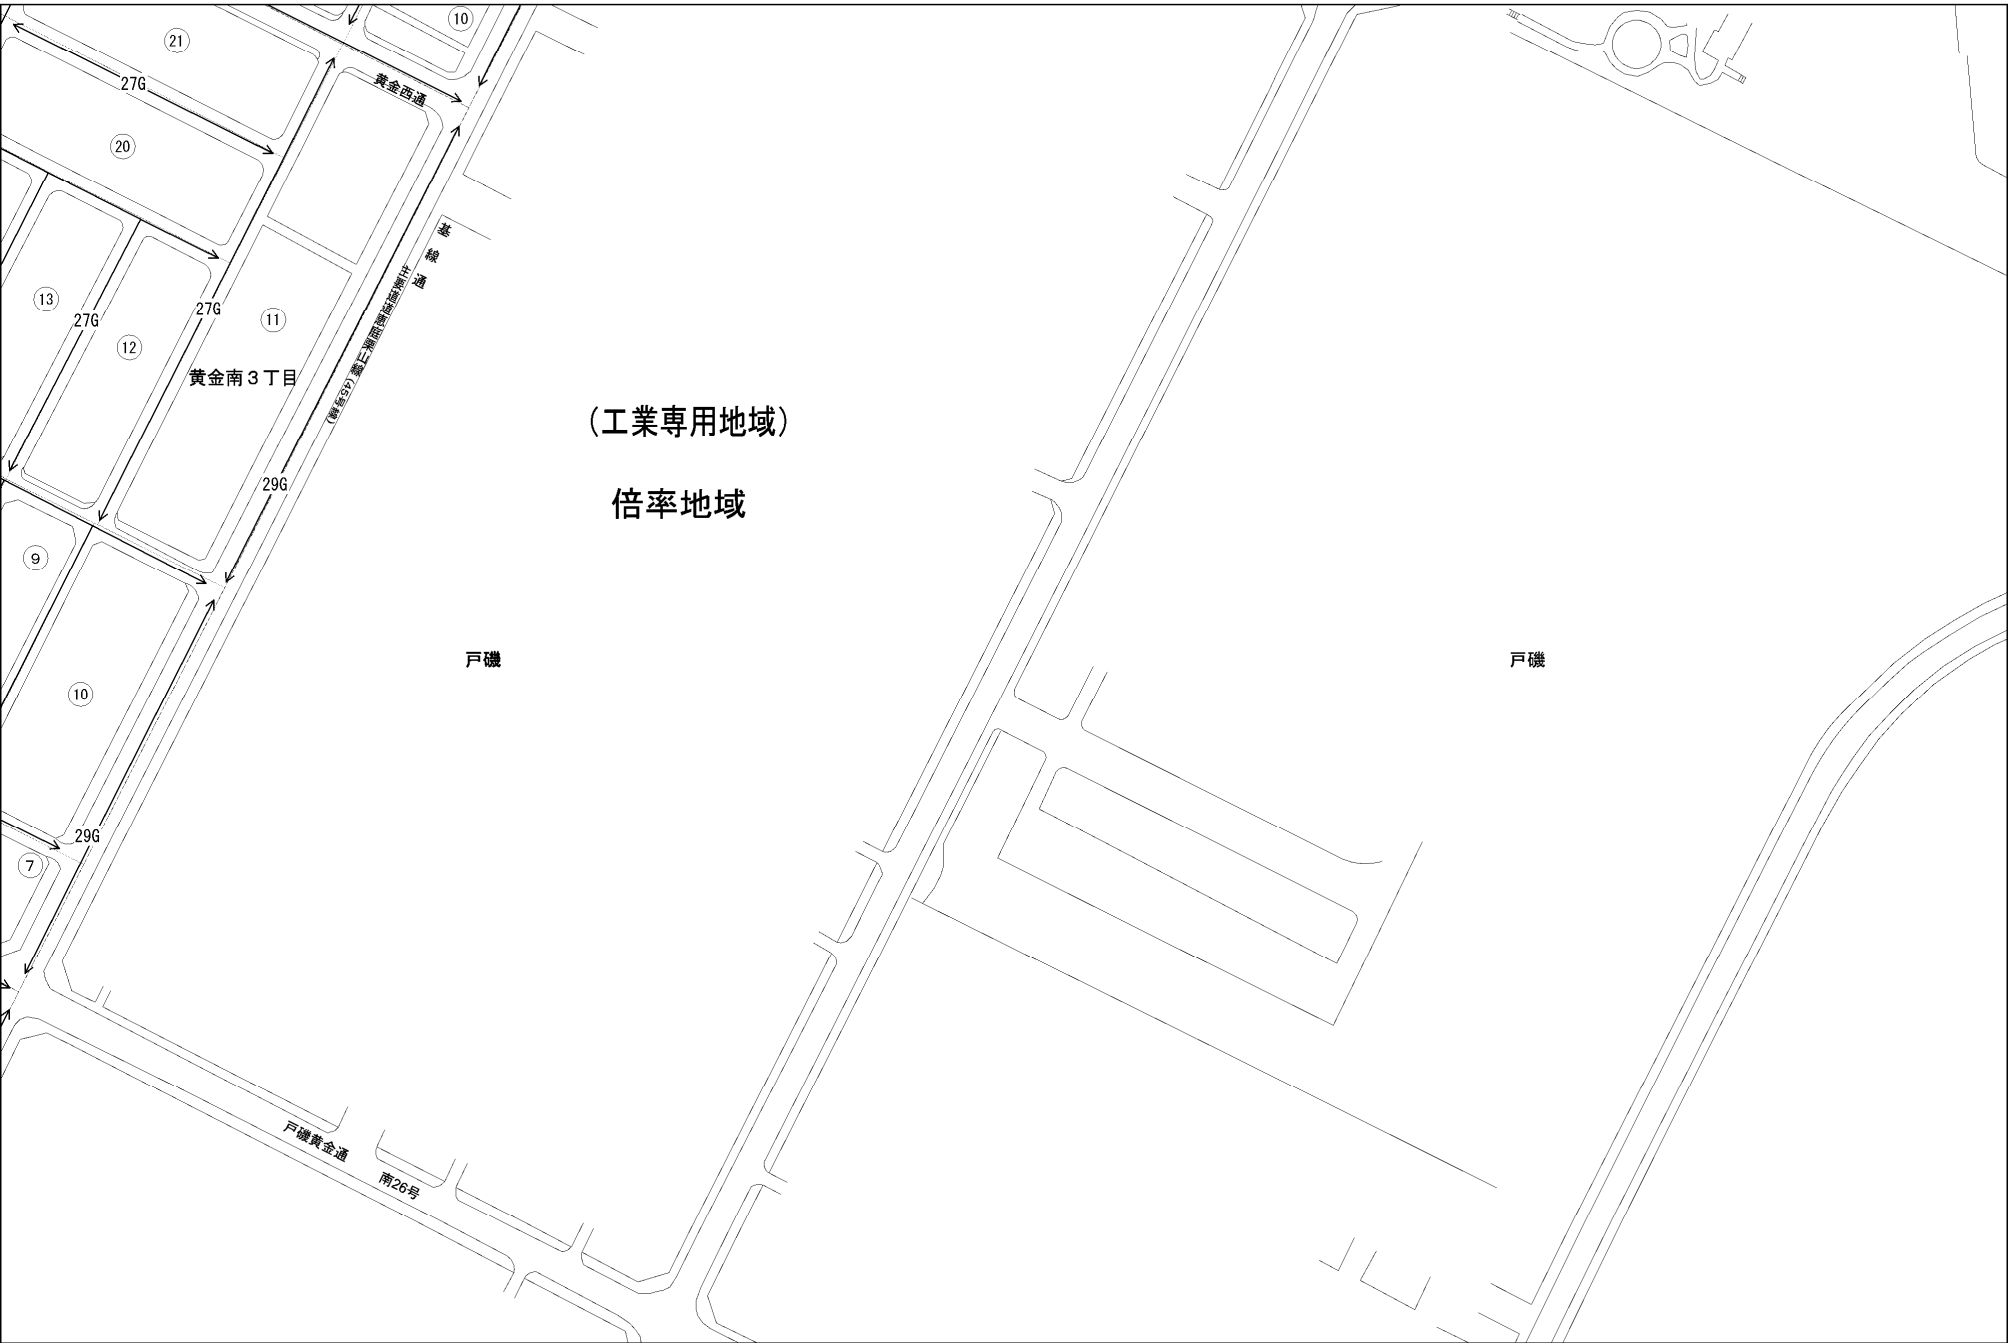 21
10
27G
黄金西通
20
基線通
主要道道恵庭栗山線(45号線)
13
27G
27G
11
12
黄金南3丁目
(工業専用地域)
29G
倍率地域
9
戸磯
戸磯
10
29G
7
戸磯黄金通
南26号